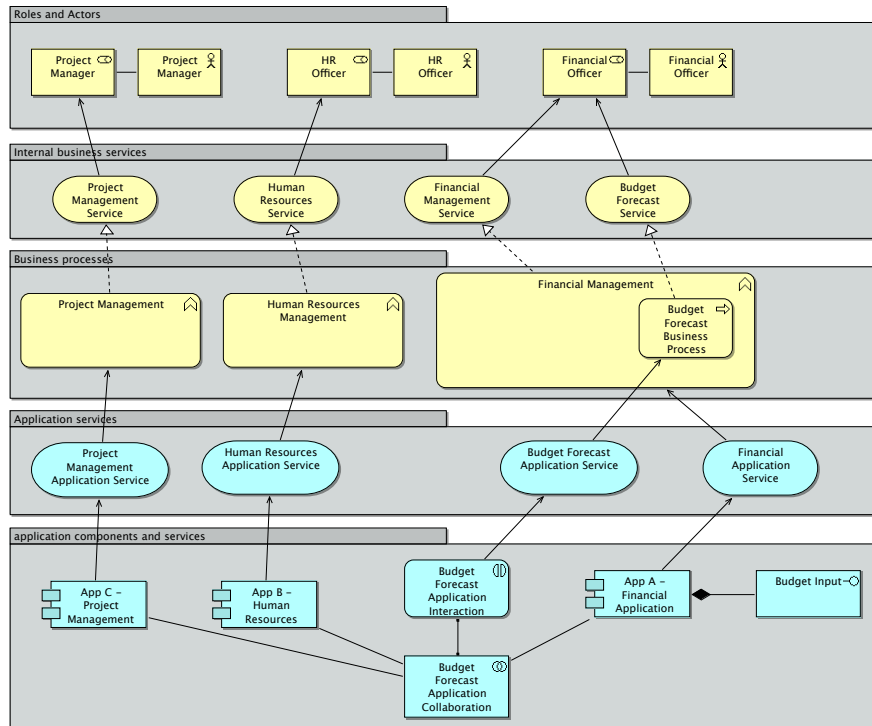 Roles and Actors
Project
Manager
Project
Manager
HR
Officer
HR
Officer
Financial
Officer
Financial
Officer
Internal business services
Project
Management
Service
Human
Resources
Service
Financial
Management
Service
Budget
Forecast
Service
Business processes
Project Management
Human Resources
Management
Financial Management
Budget
Forecast
Business
Process
Application services
Project
Management
Application Service
Human Resources
Application Service
Budget Forecast
Application Service
Financial
Application
Service
application components and services
App C –
Project
Management
App B –
Human
Resources
Budget
Forecast
Application
Interaction
App A –
Financial
Application
Budget Input
Budget
Forecast
Application
Collaboration